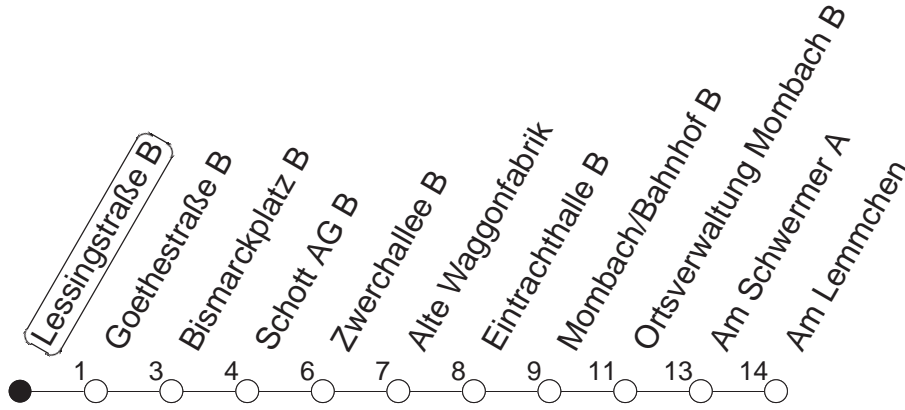 Lessingstraße B
Goethestraße B
Bismarckplatz B
Schott AG B
Zwerchallee B
Alte Waggonfabrik
Eintrachthalle B
Mombach/Bahnhof B
Ortsverwaltung Mombach B
Am Schwermer A
Am Lemmchen
1 3 4 6 7 8 9 11 13 14